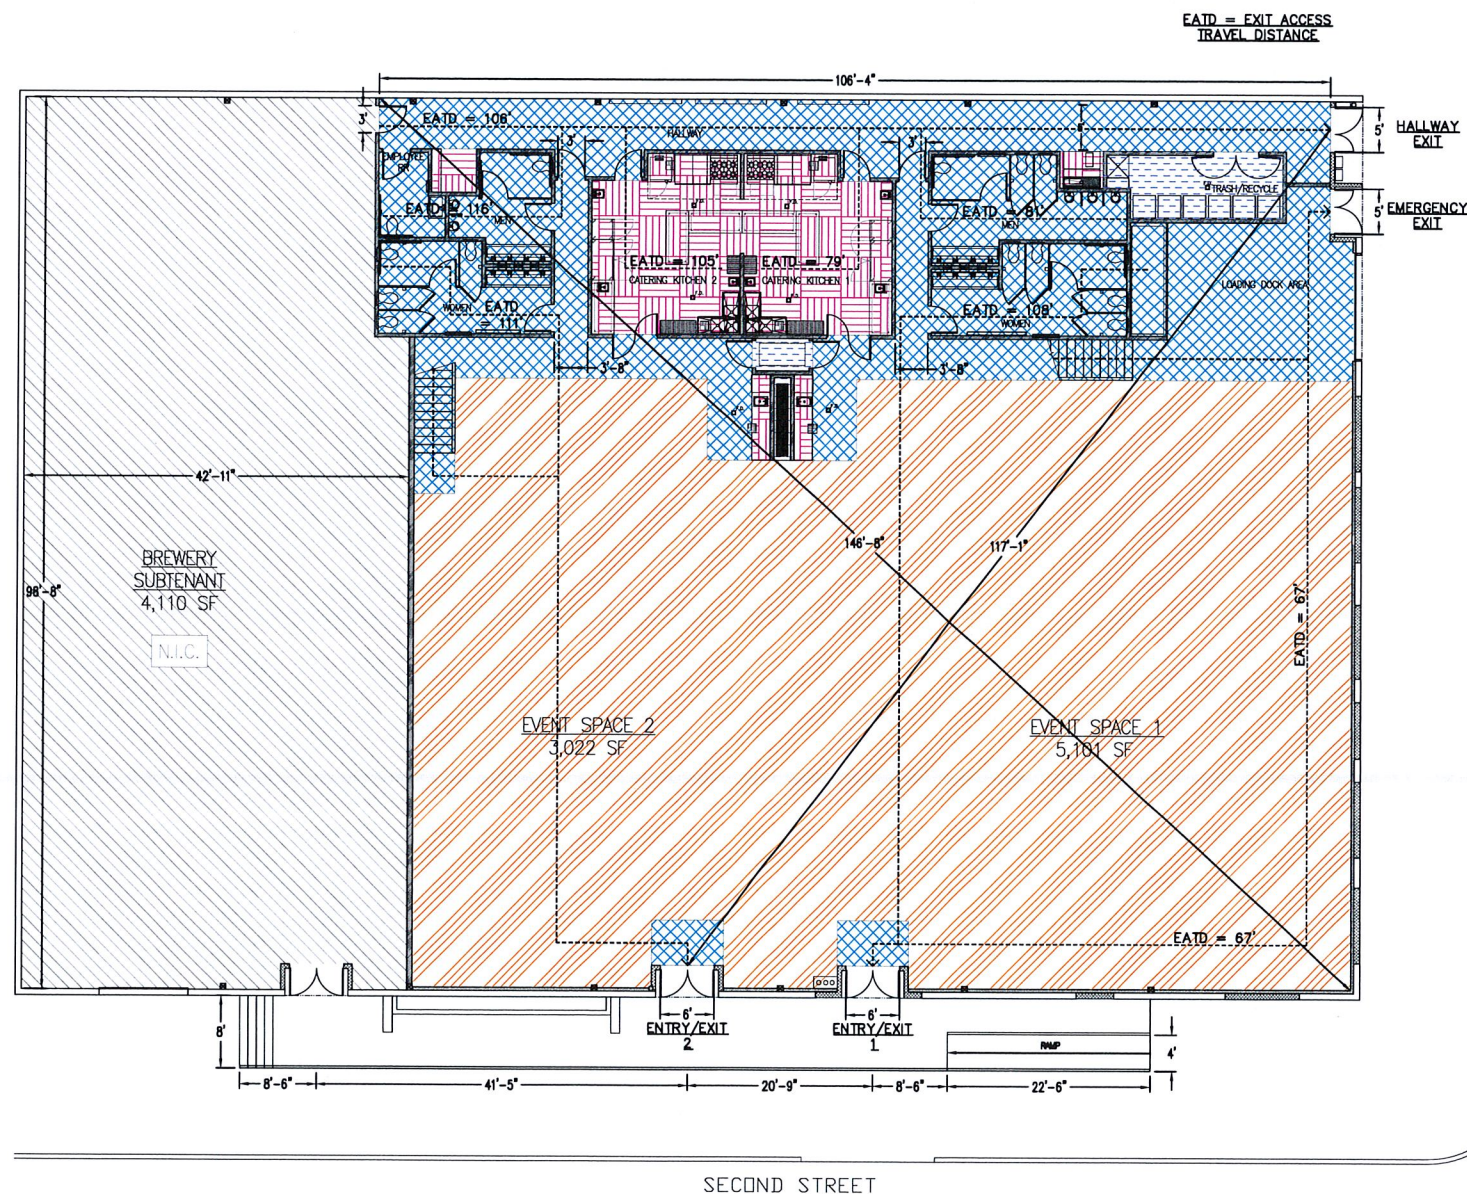 EATD = EXIT ACCESS
TRAVEL DISTANCE
106'-4"
EATD = 106'
3'
HALLWAY
3'
3'
5'
HALLWAY
EXIT
EMPLOYEE
RR
TRASH/RECYCLE
EATD = 116'
MEN
EATD = 81'
MEN
5'
EMERGENCY
EXIT
EATD = 105'
EATD = 79'
CATERING KITCHEN 2
CATERING KITCHEN 1
LOADING DOCK AREA
WOMEN
EATD
= 111'
EATD = 108'
WOMEN
3'-8"
3'-8"
42'-11"
146'-8"
117'-1"
BREWERY
SUBTENANT
4,110 SF
98'-8"
N.I.C.
EATD = 67'
EVENT SPACE 2
3,022 SF
EVENT SPACE 1
5,101 SF
EATD = 67'
6'
ENTRY/EXIT
2
6'
ENTRY/EXIT
1
8'
RAMP
4'
8'-6"
41'-5"
20'-9"
8'-6"
22'-6"
SECOND STREET